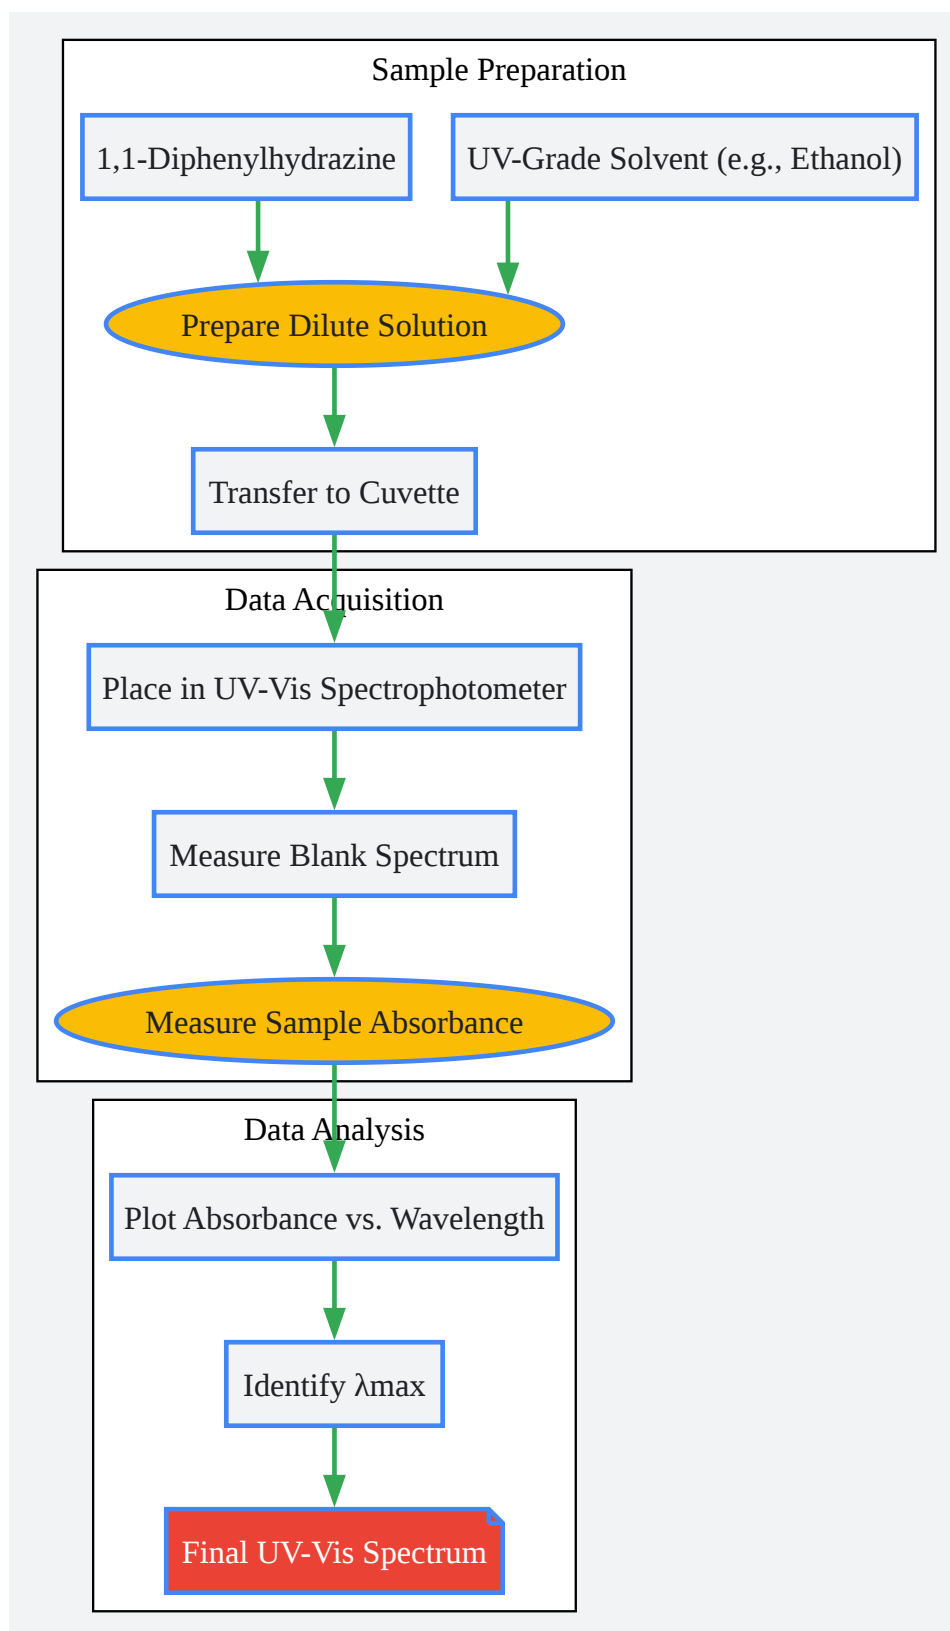 Sample Preparation
1,1-Diphenylhydrazine
UV-Grade Solvent (e.g., Ethanol)
Prepare Dilute Solution
Transfer to Cuvette
Data Acquisition
Place in UV-Vis Spectrophotometer
Measure Blank Spectrum
Measure Sample Absorbance
Data Analysis
Plot Absorbance vs. Wavelength
Identify λmax
Final UV-Vis Spectrum